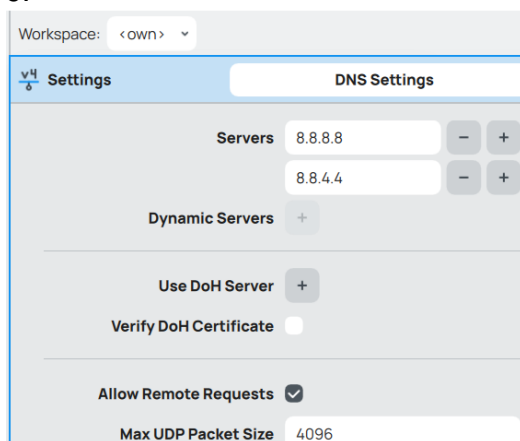 Workspace: <own>
v4 Settings DNS Settings
Servers 8.8.8.8 - +
8.8.4.4 - +
Dynamic Servers +
Use DoH Server +
Verify DoH Certificate
Allow Remote Requests
Max UDP Packet Size 4096